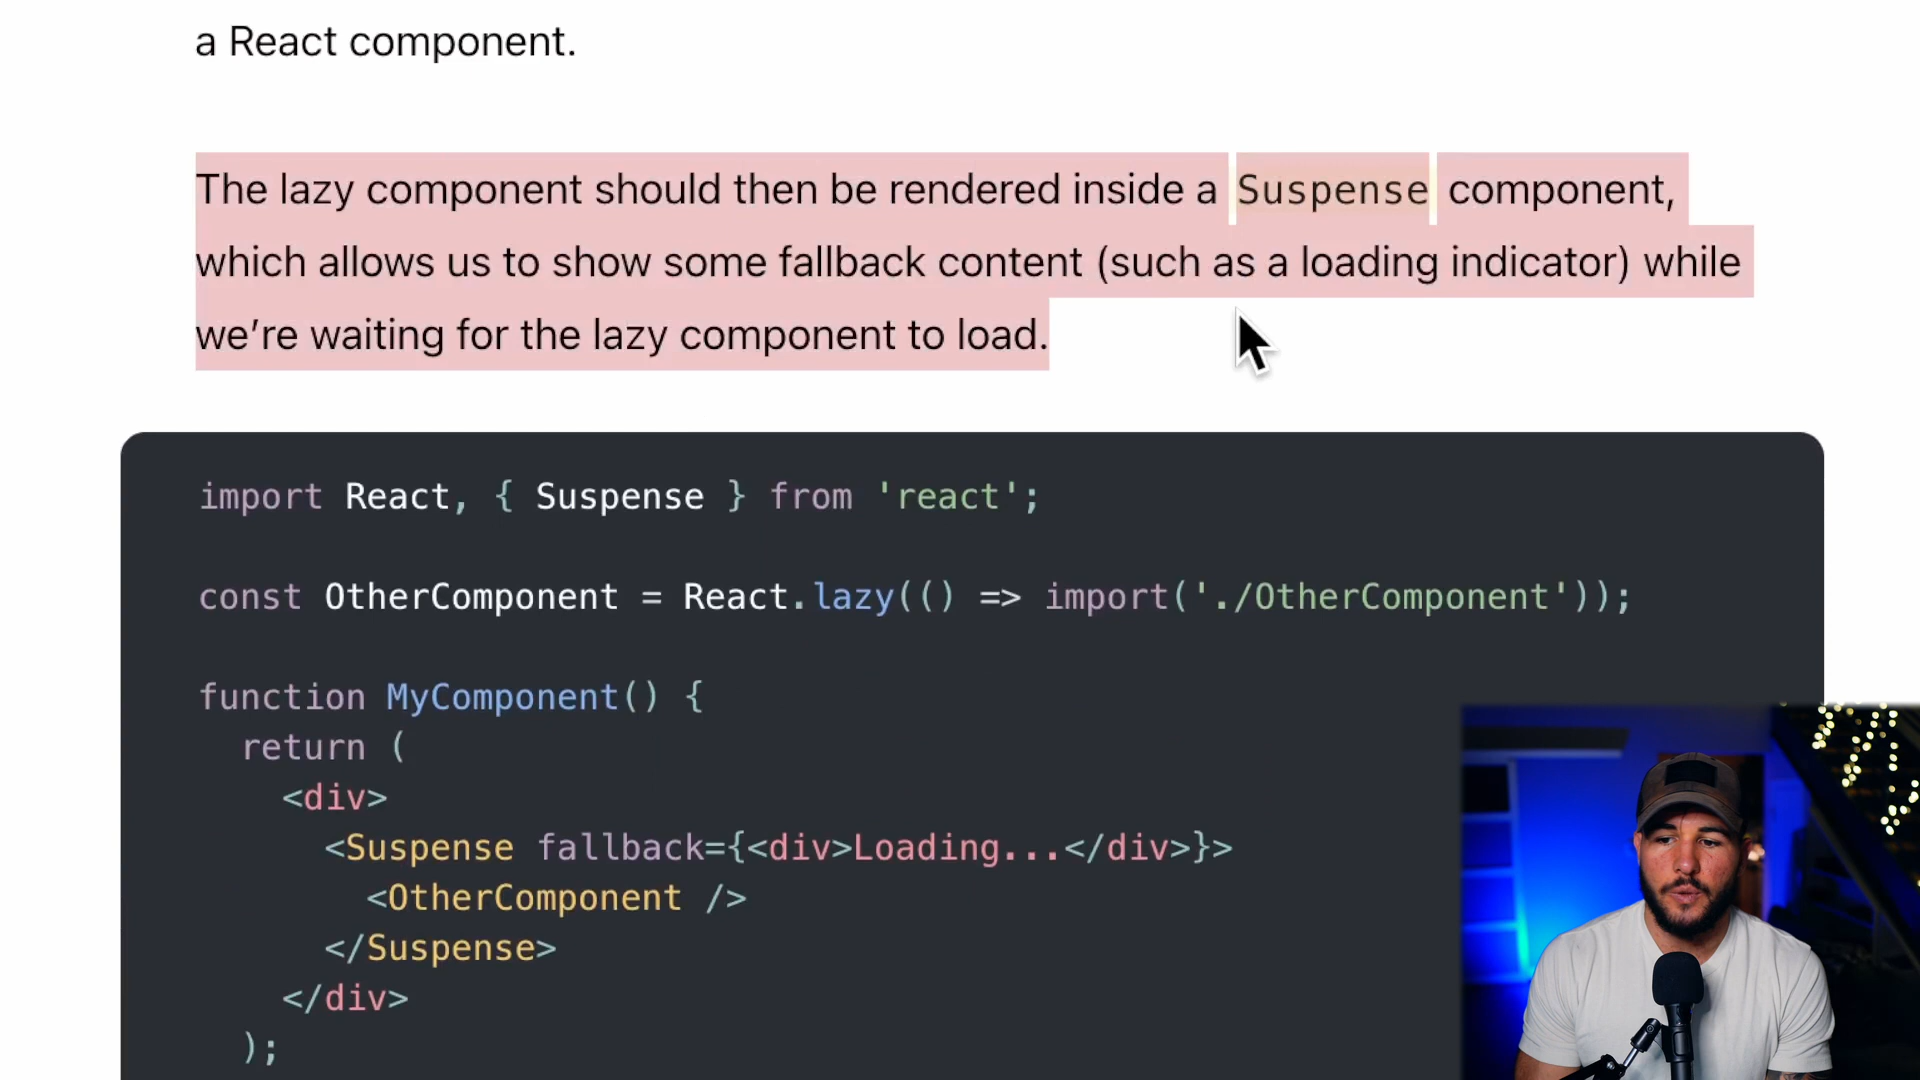 a React component.
The lazy component should then be rendered inside a Suspense component,
which allows us to show some fallback content (such as a loading indicator) while
we’re waiting for the lazy component to load.
import React, { Suspense } from 'react';
const OtherComponent = React.lazy(() => import('./OtherComponent'));
function MyComponent() {
return (
<div>
<Suspense fallback={<div>Loading...</div>}>
<OtherComponent />
</Suspense>
</div>
);